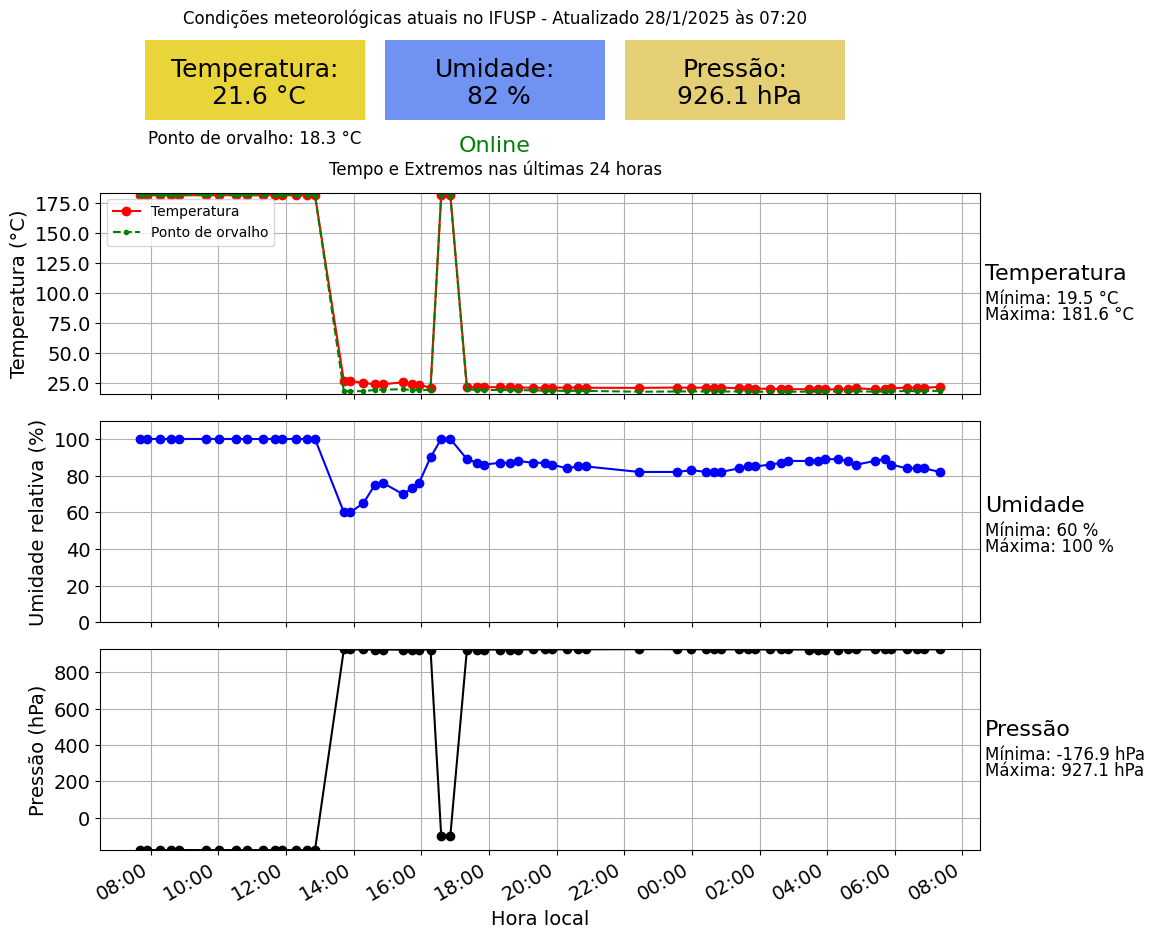 Condições meteorológicas atuais no IFUSP - Atualizado 28/1/2025 às 07:20
Temperatura:
21.6 °C
Umidade:
82 %
Pressão:
926.1 hPa
Ponto de orvalho: 18.3 °C
Online
Tempo e Extremos nas últimas 24 horas
Temperatura (°C)
175.0
150.0
125.0
100.0
75.0
50.0
25.0
Temperatura
Ponto de orvalho
Temperatura
Mínima: 19.5 °C
Máxima: 181.6 °C
Umidade relativa (%)
100
80
60
40
20
0
Umidade
Mínima: 60 %
Máxima: 100 %
Pressão (hPa)
800
600
400
200
0
Pressão
Mínima: -176.9 hPa
Máxima: 927.1 hPa
08:00 10:00 12:00 14:00 16:00 18:00 20:00 22:00 00:00 02:00 04:00 06:00 08:00
Hora local